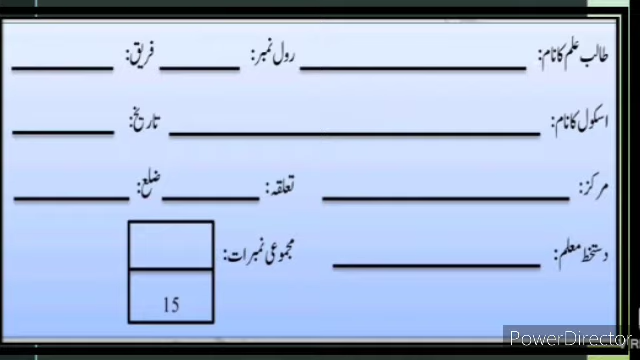 طالب علم کا نام: رول نمبر: فریق:
اسکول کا نام: تاریخ:
مرکز: تعلقہ: ضلع:
دستخط معلم: مجموعی نمبرات:
15
PowerDirector